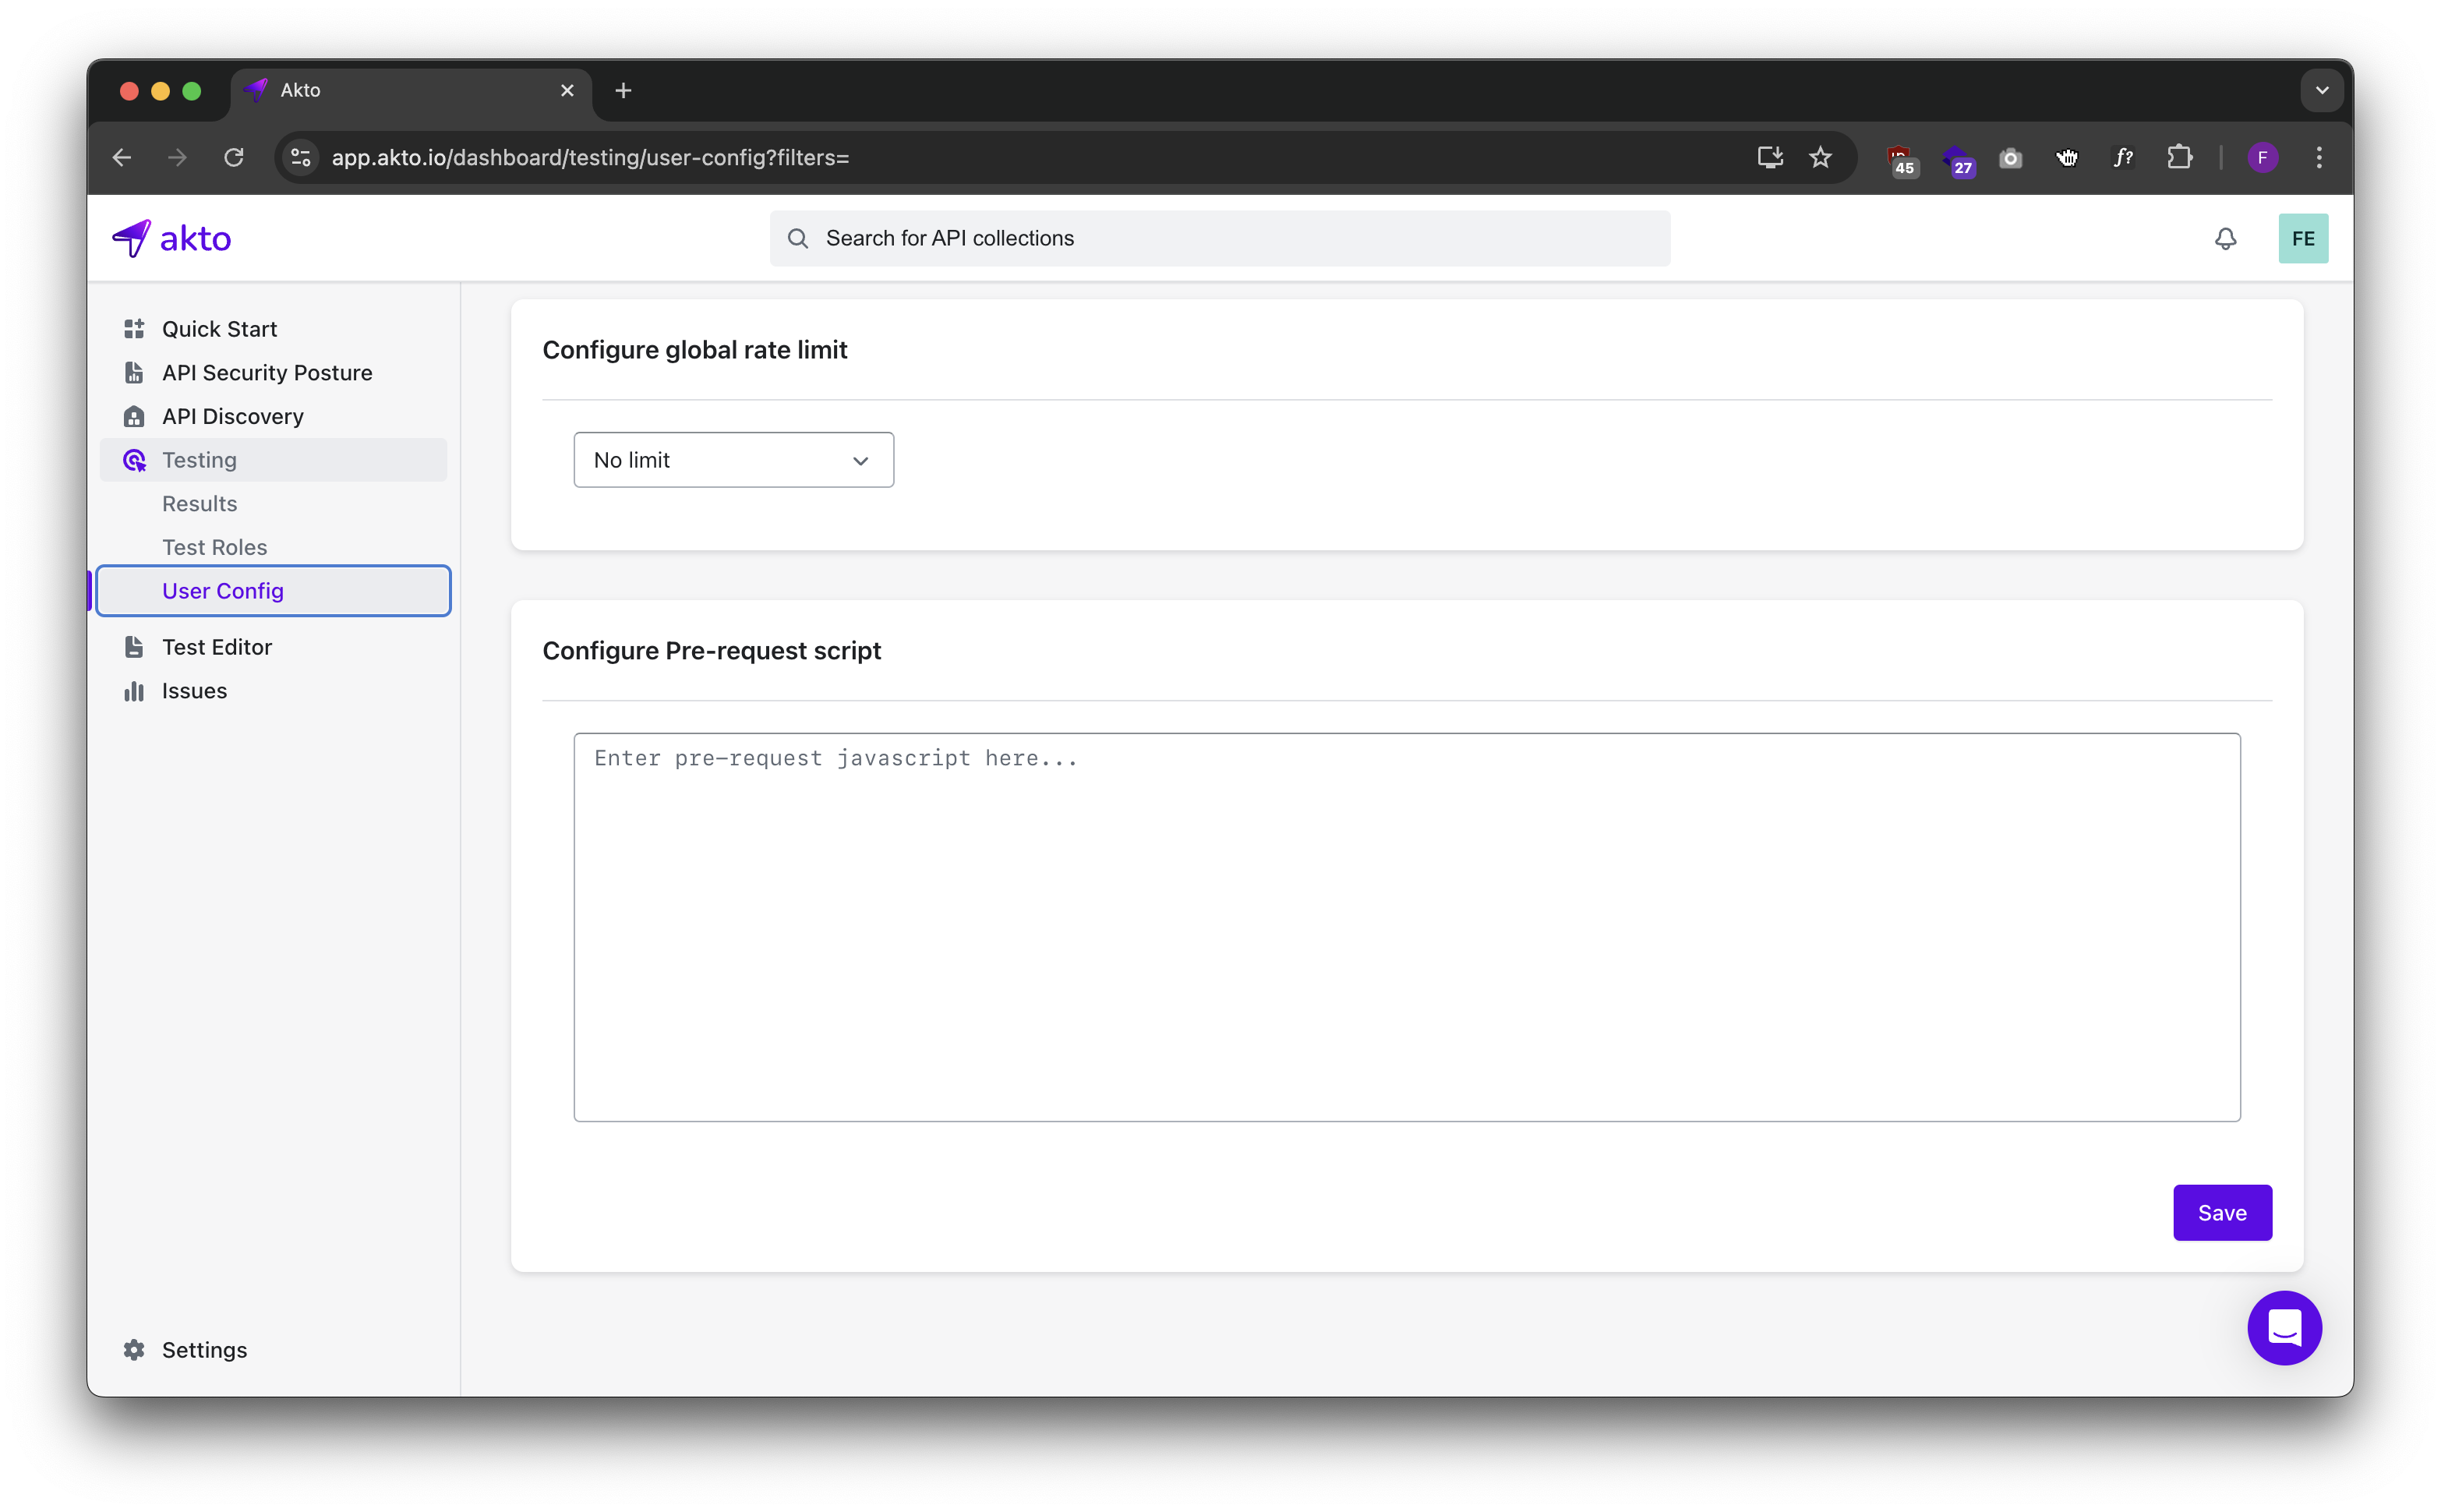 Akto
app.akto.io/dashboard/testing/user-config?filters=
45
27
f?
F
akto
Search for API collections
FE
Quick Start
API Security Posture
API Discovery
Testing
Results
Test Roles
User Config
Test Editor
Issues
Settings
Configure global rate limit
No limit
Configure Pre-request script
Enter pre-request javascript here...
Save